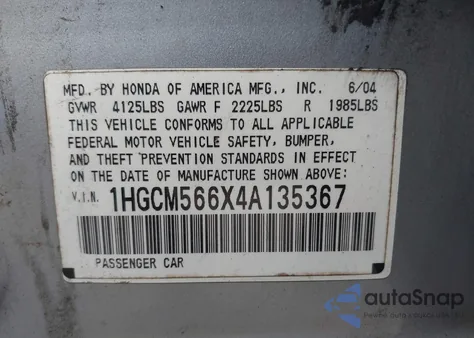 MFD. BY HONDA OF AMERICA MFG., INC. 6/04
GVWR 4125LBS GAWR F 2225LBS R 1985LBS
THIS VEHICLE CONFORMS TO ALL APPLICABLE
FEDERAL MOTOR VEHICLE SAFETY, BUMPER,
AND THEFT PREVENTION STANDARDS IN EFFECT
ON THE DATE OF MANUFACTURE SHOWN ABOVE:
V.I.N. 1HGCM566X4A135367
PASSENGER CAR
autoSnap